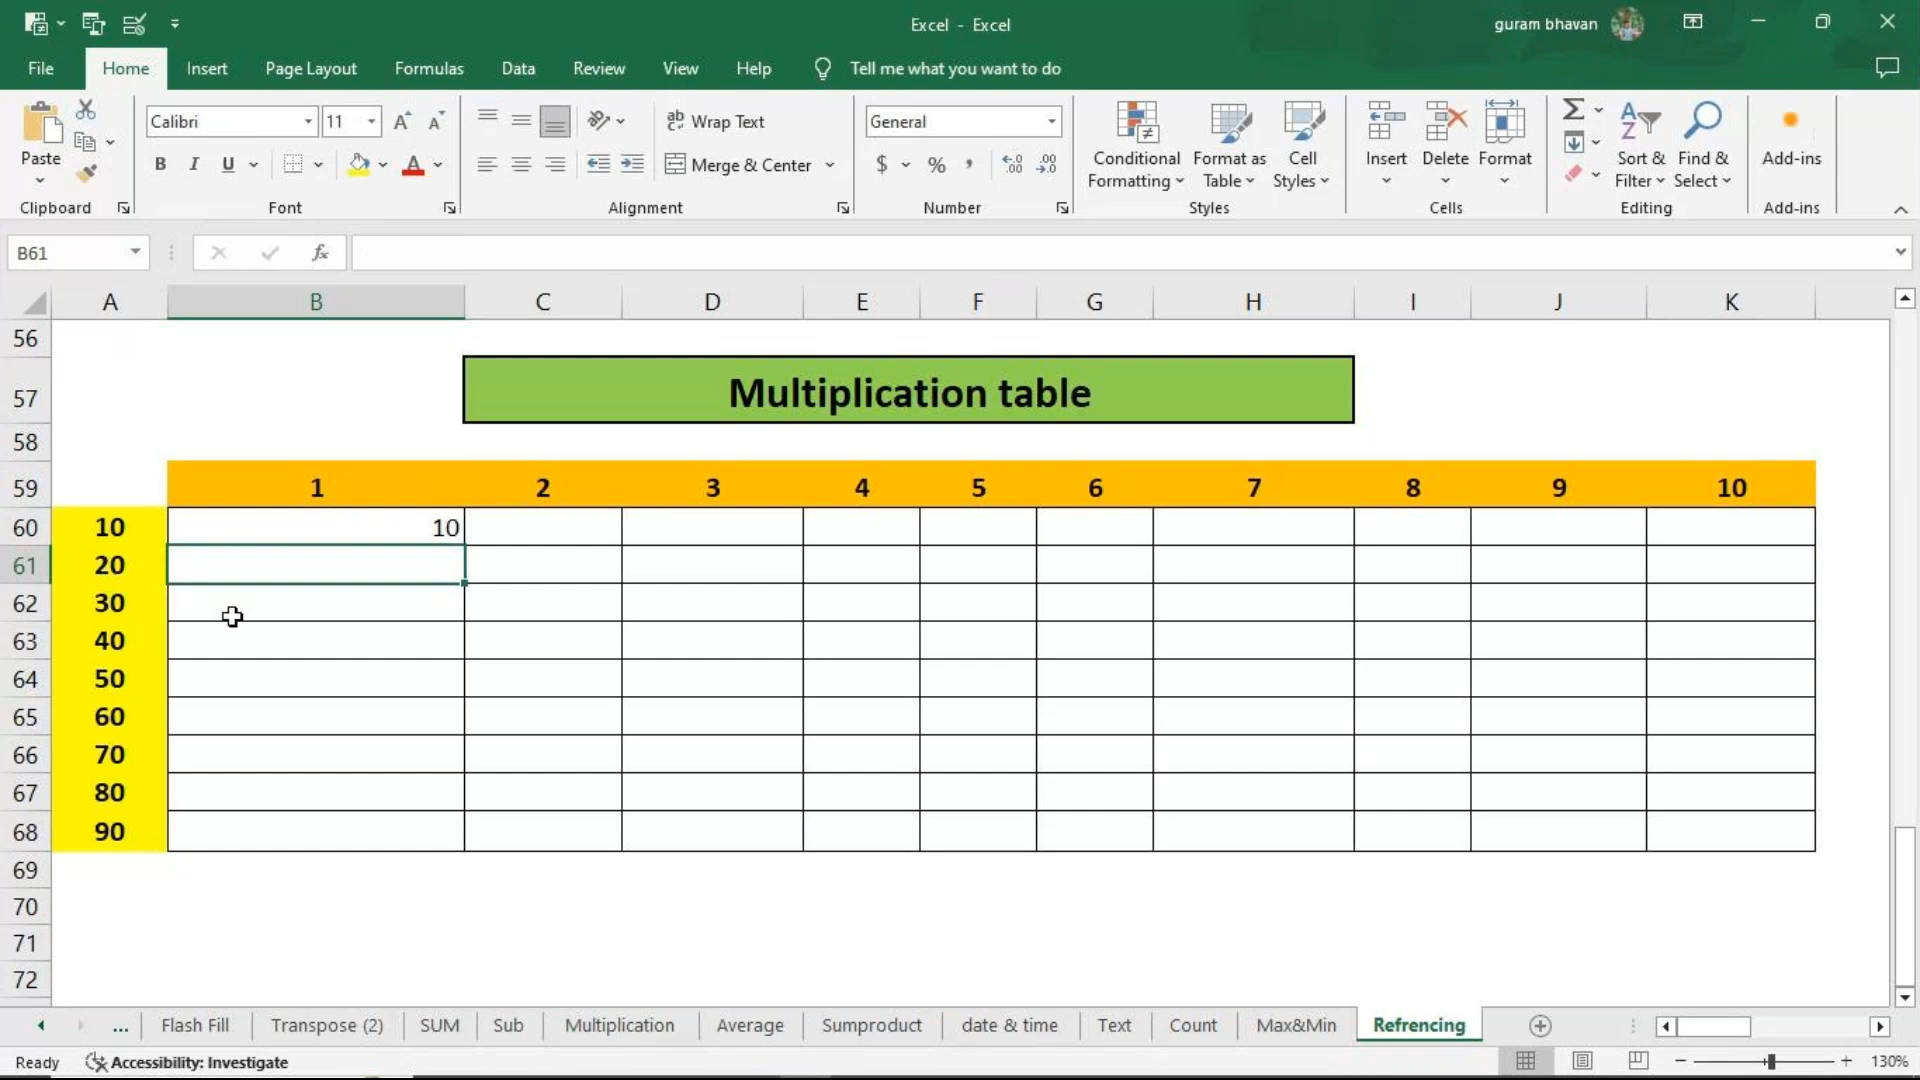 Excel - Excel
guram bhavan
File Home Insert Page Layout Formulas Data Review View Help Tell me what you want to do
Paste
Clipboard
Calibri 11
B I U A
Font
ab Wrap Text
Merge & Center
Alignment
General
$ % ,
Number
Conditional Formatting
Format as Table
Cell Styles
Styles
Insert Delete Format
Cells
Sort & Filter
Find & Select
Editing
Add-ins
Add-ins
B61 fx
A B C D E F G H I J K
56
57 Multiplication table
58
59 1 2 3 4 5 6 7 8 9 10
60 10 10
61 20
62 30
63 40
64 50
65 60
66 70
67 80
68 90
69
70
71
72
... Flash Fill Transpose (2) SUM Sub Multiplication Average Sumproduct date & time Text Count Max&Min Refrencing
Ready Accessibility: Investigate 130%